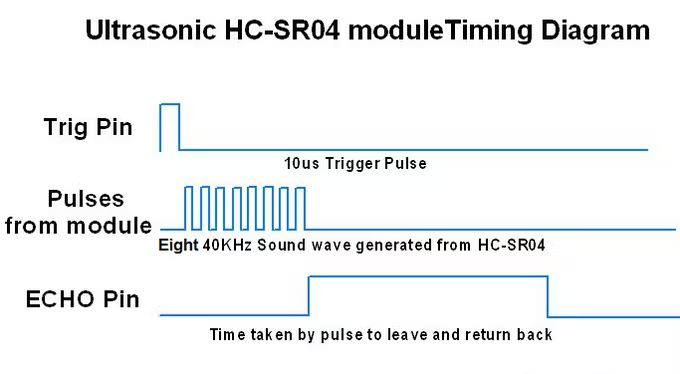 Ultrasonic HC-SR04 moduleTiming Diagram
Trig Pin
10us Trigger Pulse
Pulses
from module
Eight 40KHz Sound wave generated from HC-SR04
ECHO Pin
Time taken by pulse to leave and return back